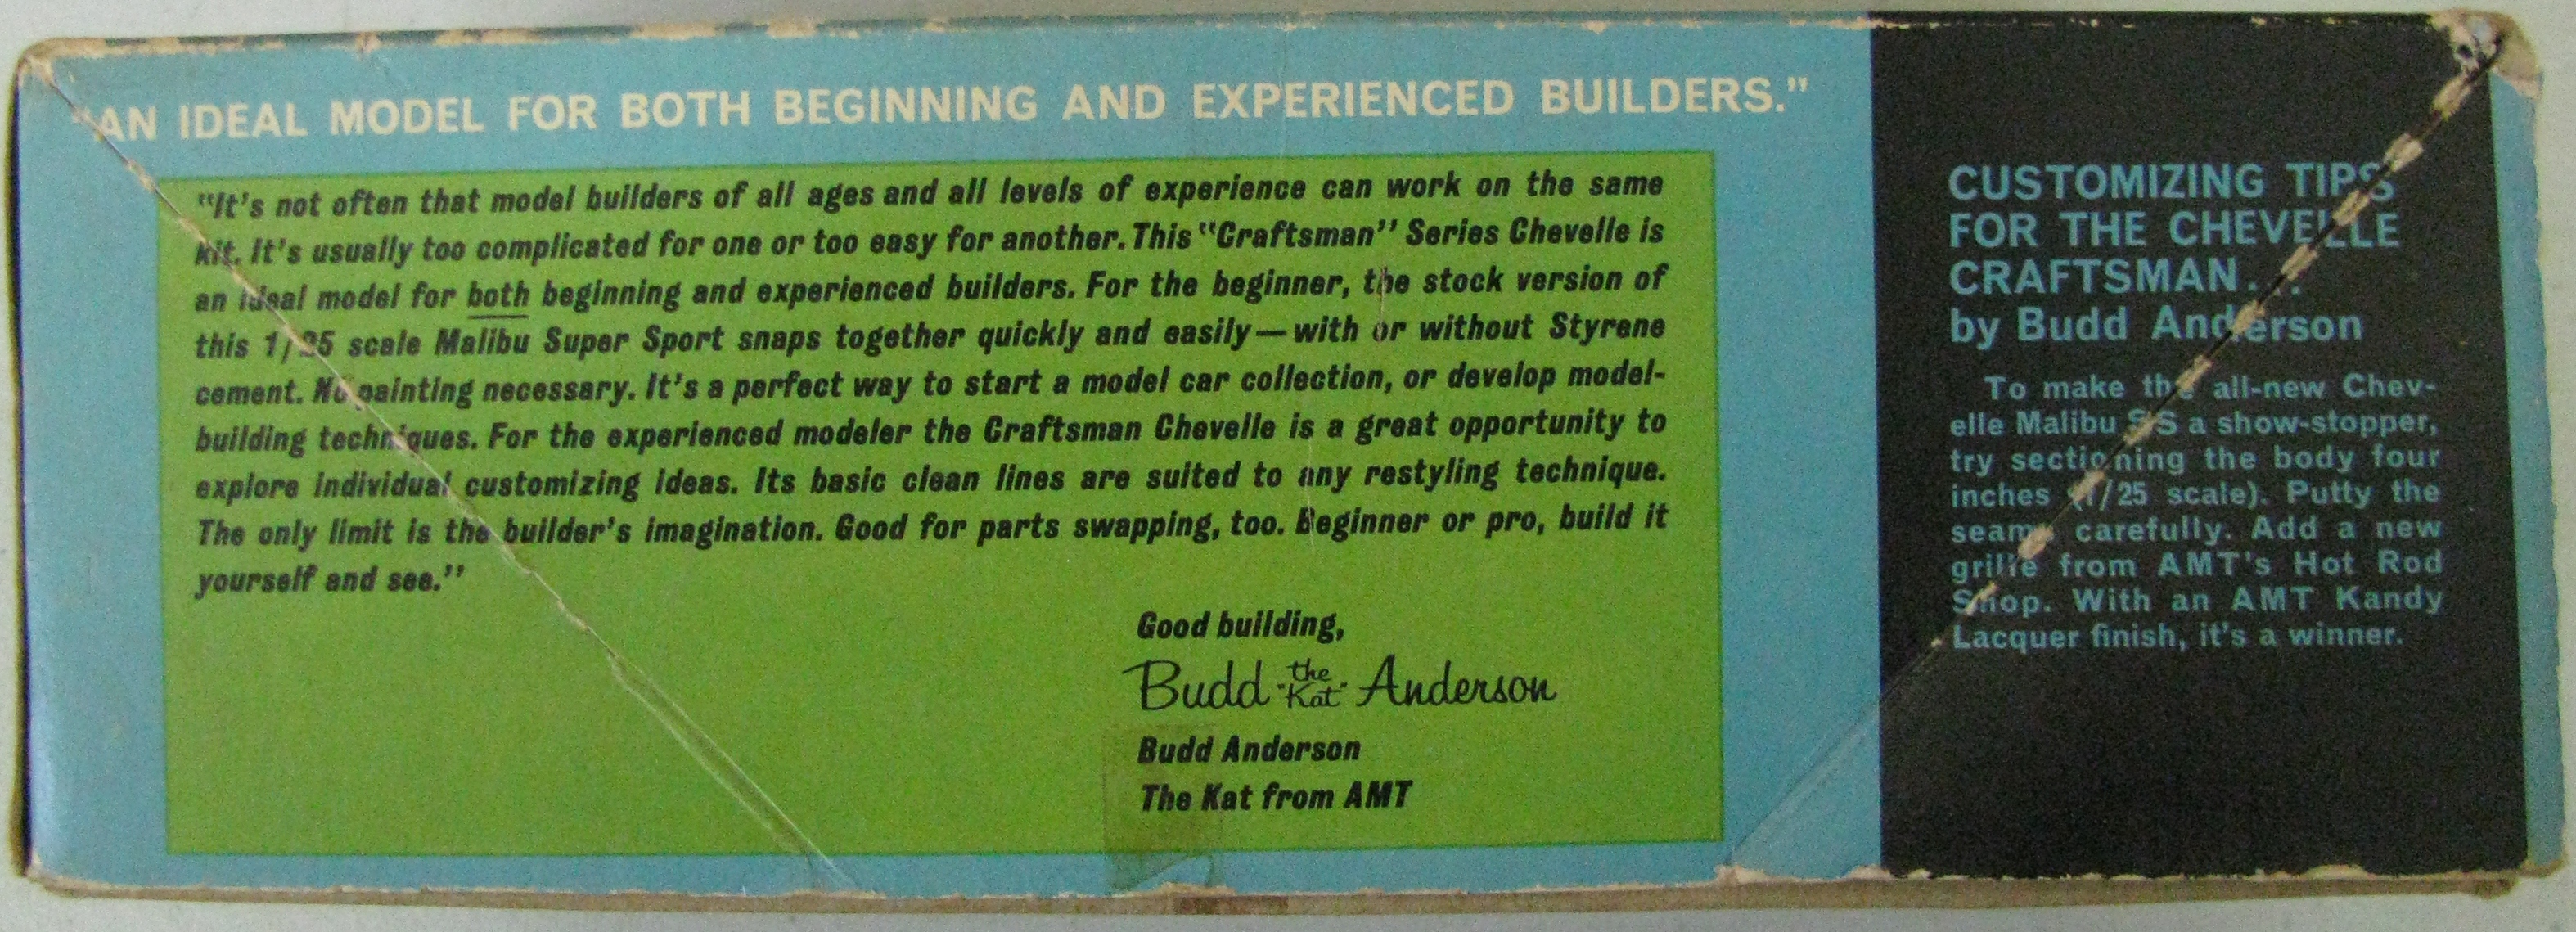 "AN IDEAL MODEL FOR BOTH BEGINNING AND EXPERIENCED BUILDERS."
"It's not often that model builders of all ages and all levels of experience can work on the same
kit. It's usually too complicated for one or too easy for another. This "Craftsman" Series Chevelle is
an ideal model for both beginning and experienced builders. For the beginner, the stock version of
this 1/25 scale Malibu Super Sport snaps together quickly and easily—with or without Styrene
cement. No painting necessary. It's a perfect way to start a model car collection, or develop model-
building techniques. For the experienced modeler the Craftsman Chevelle is a great opportunity to
explore individual customizing ideas. Its basic clean lines are suited to any restyling technique.
The only limit is the builder's imagination. Good for parts swapping, too. Beginner or pro, build it
yourself and see."
Good building,
Budd "the Kat" Anderson
Budd Anderson
The Kat from AMT
CUSTOMIZING TIPS
FOR THE CHEVELLE
CRAFTSMAN...
by Budd Anderson
To make the all-new Chev-
elle Malibu SS a show-stopper,
try sectioning the body four
inches (1/25 scale). Putty the
seams carefully. Add a new
grille from AMT's Hot Rod
Shop. With an AMT Kandy
Lacquer finish, it's a winner.